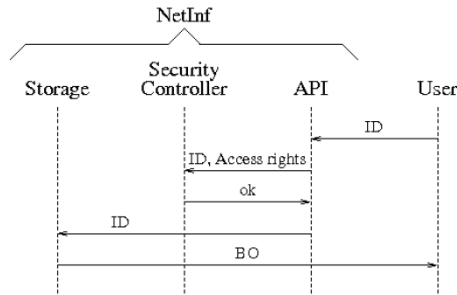 NetInf
Security
Storage Controller API User
ID
ID, Access rights
ok
ID
BO